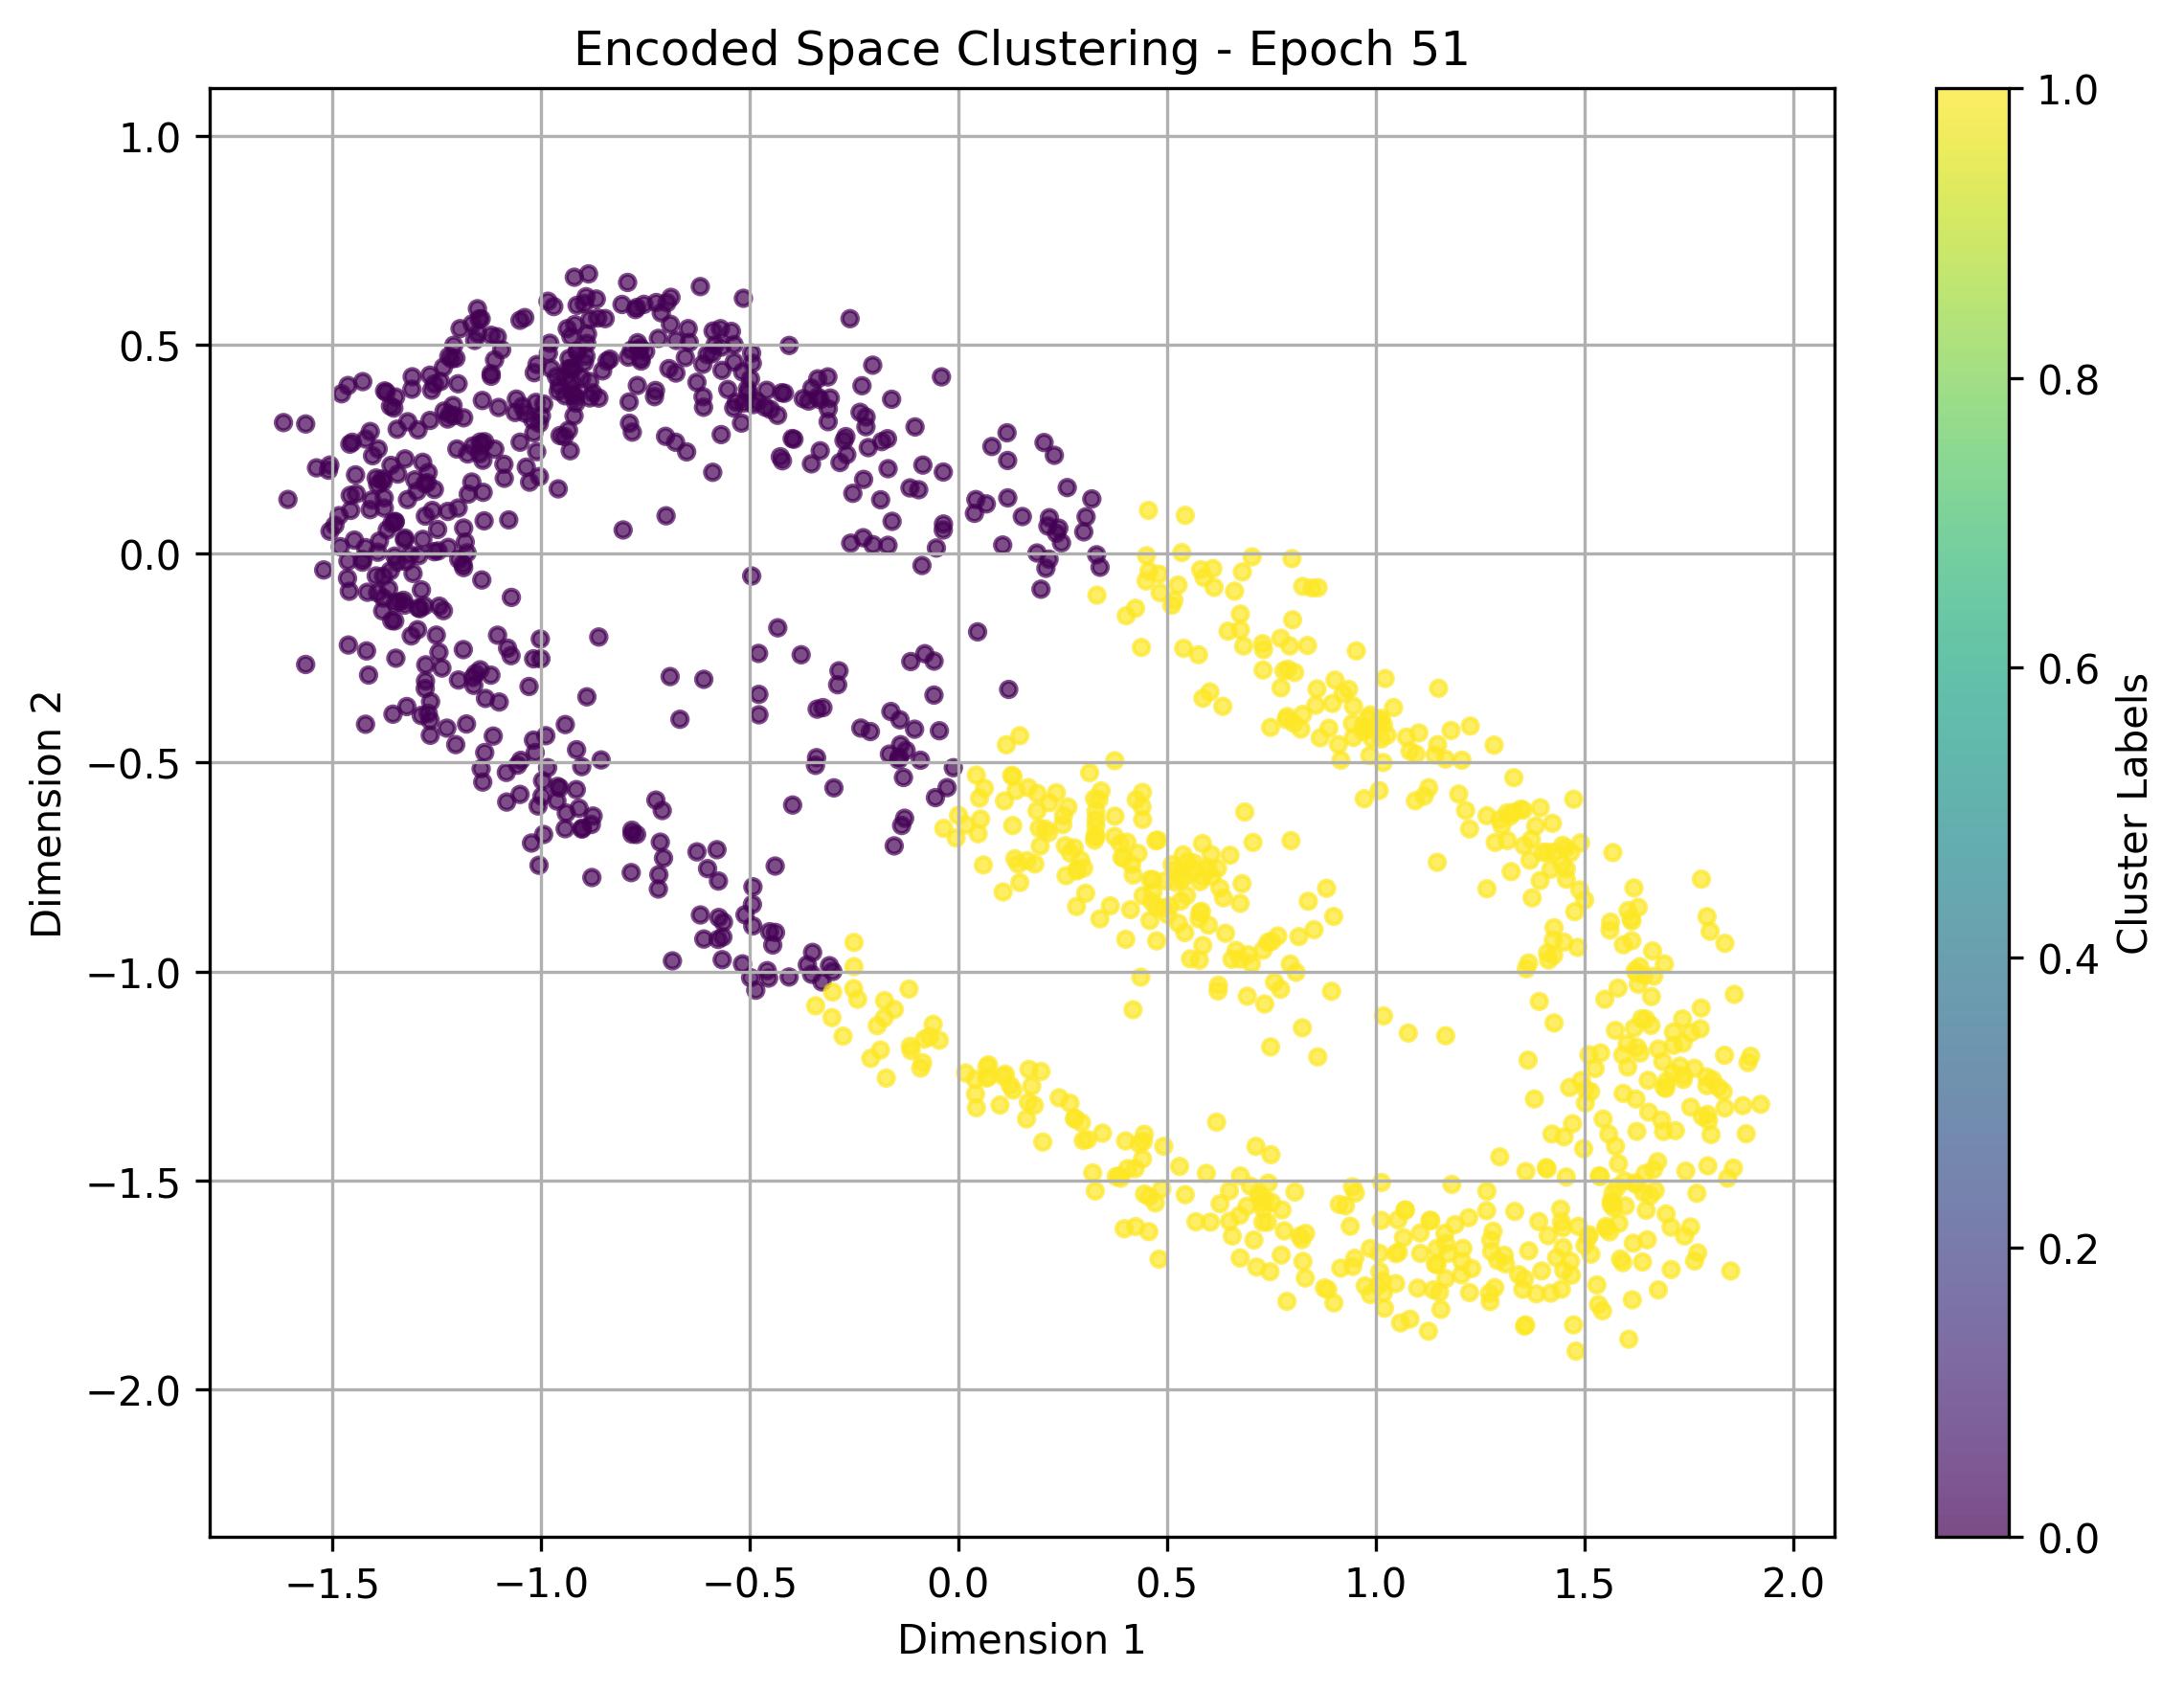 Encoded Space Clustering - Epoch 51
1.0
0.5
0.0
−0.5
−1.0
−1.5
−2.0
Dimension 2
−1.5 −1.0 −0.5 0.0 0.5 1.0 1.5 2.0
Dimension 1
1.0
0.8
0.6
0.4
0.2
0.0
Cluster Labels